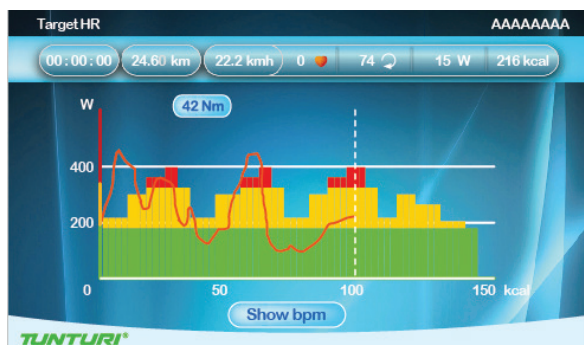 Target HR
AAAAAAAA
00:00:00 24.60 km 22.2 kmh 0 74 15 W 216 kcal
W
42 Nm
400
200
0 50 100 150 kcal
Show bpm
TUNTURI®